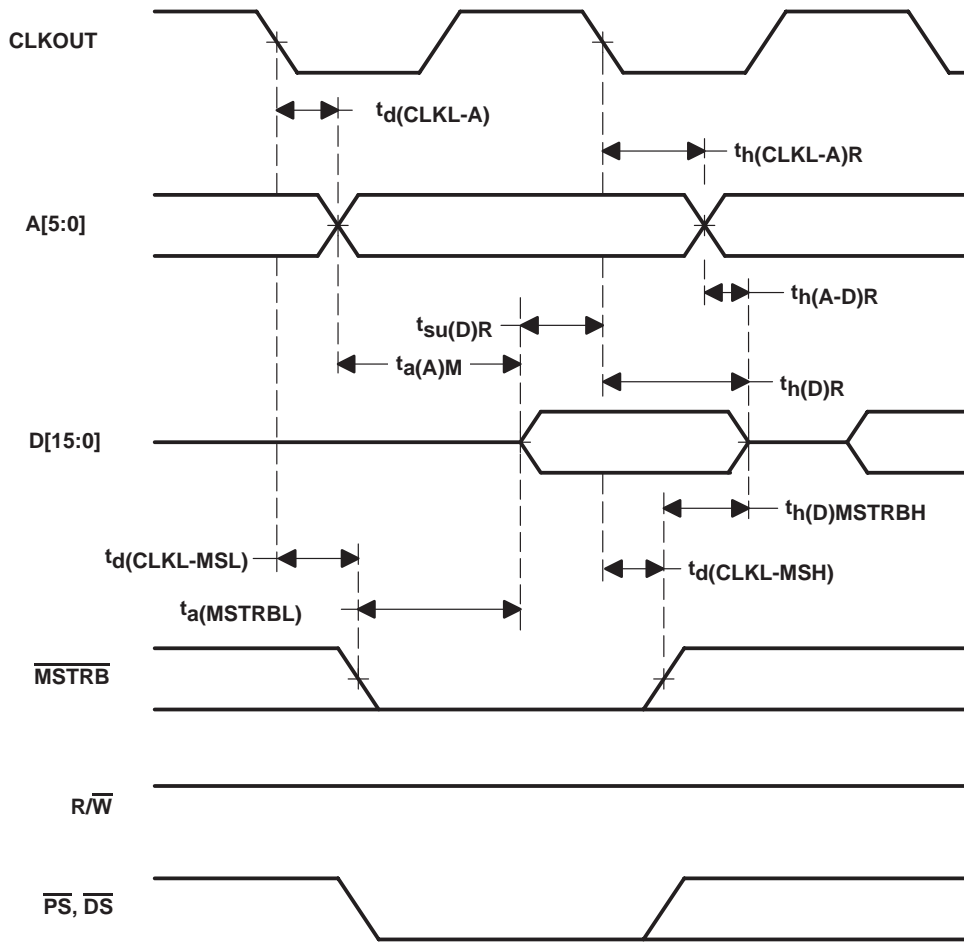 CLKOUT
td(CLKL-A)
th(CLKL-A)R
A[5:0]
th(A-D)R
tsu(D)R
ta(A)M
th(D)R
D[15:0]
th(D)MSTRBH
td(CLKL-MSL)
td(CLKL-MSH)
ta(MSTRBL)
MSTRB
R/W
PS, DS